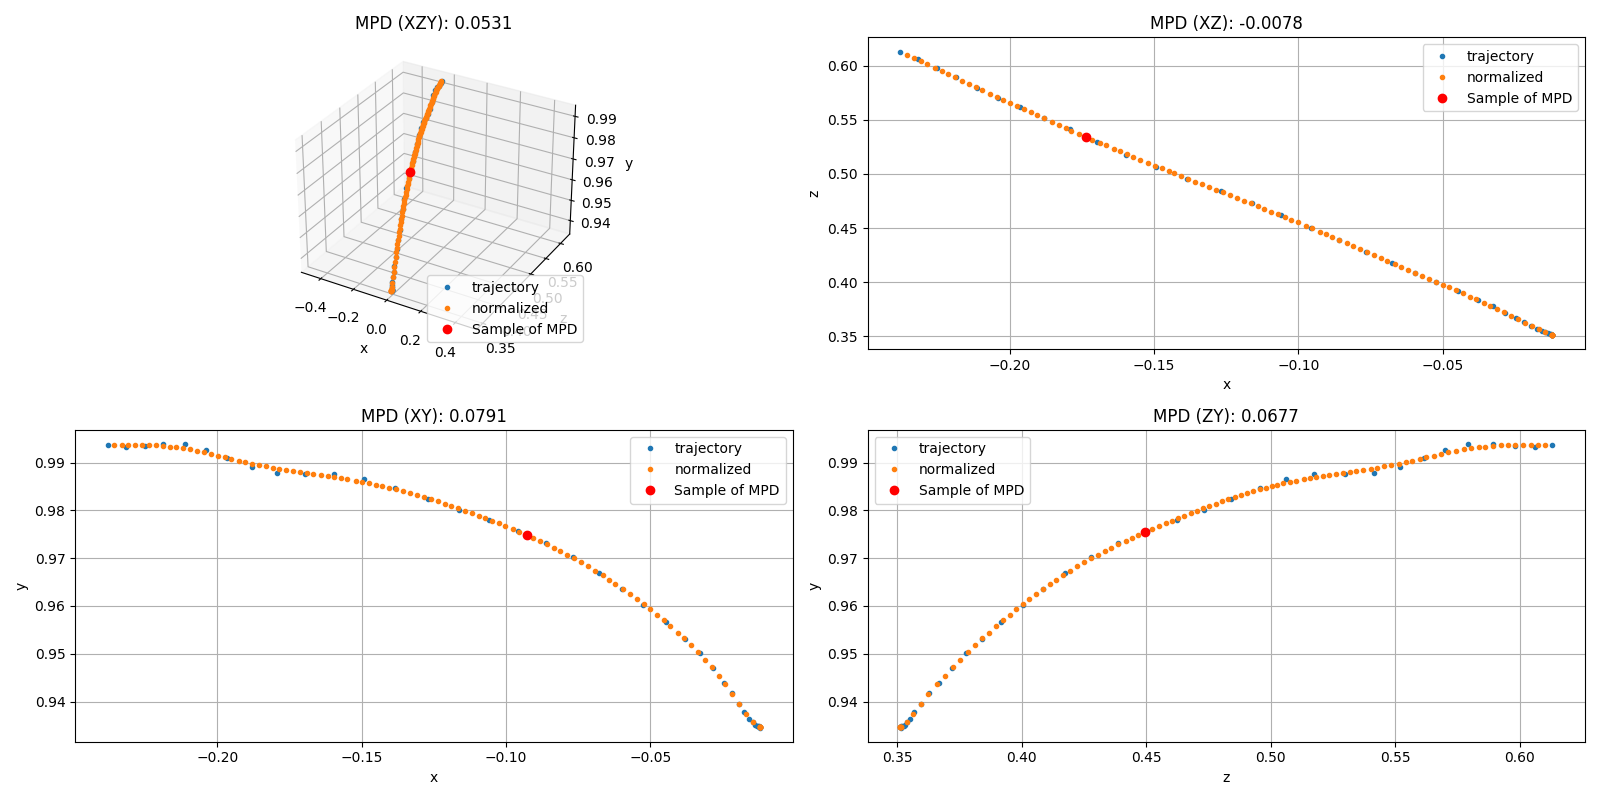 MPD (XZY): 0.0531
0.99
0.98
0.97
y
0.96
0.95
0.94
0.60
0.55
0.50
0.45
z
0.35
−0.4
−0.2
0.0
0.2
0.4
x
trajectory
normalized
Sample of MPD
MPD (XZ): -0.0078
trajectory
normalized
Sample of MPD
0.60
0.55
0.50
0.45
0.40
0.35
z
−0.20 −0.15 −0.10 −0.05
x
MPD (XY): 0.0791
trajectory
normalized
Sample of MPD
0.99
0.98
0.97
0.96
0.95
0.94
y
−0.20 −0.15 −0.10 −0.05
x
MPD (ZY): 0.0677
trajectory
normalized
Sample of MPD
0.99
0.98
0.97
0.96
0.95
0.94
y
0.35 0.40 0.45 0.50 0.55 0.60
z